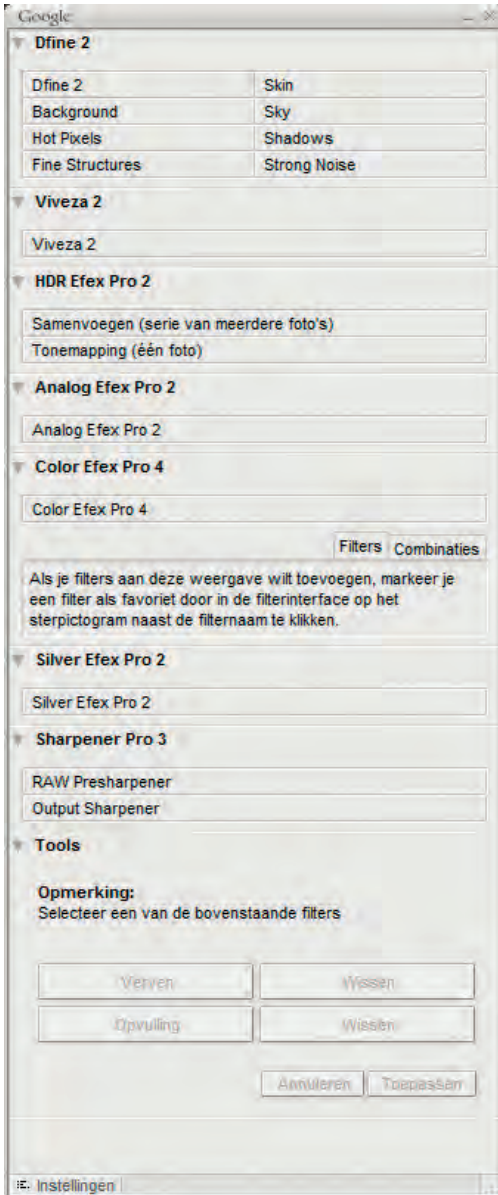 Google
Dfine 2
Dfine 2 Skin
Background Sky
Hot Pixels Shadows
Fine Structures Strong Noise
Viveza 2
Viveza 2
HDR Efex Pro 2
Samenvoegen (serie van meerdere foto's)
Tonemapping (één foto)
Analog Efex Pro 2
Analog Efex Pro 2
Color Efex Pro 4
Color Efex Pro 4
Filters Combinaties
Als je filters aan deze weergave wilt toevoegen, markeer je
een filter als favoriet door in de filterinterface op het
sterpictogram naast de filternaam te klikken.
Silver Efex Pro 2
Silver Efex Pro 2
Sharpener Pro 3
RAW Presharpener
Output Sharpener
Tools
Opmerking:
Selecteer een van de bovenstaande filters
Verven Wissen
Opvulling Wissen
Annuleren Toepassen
Instellingen